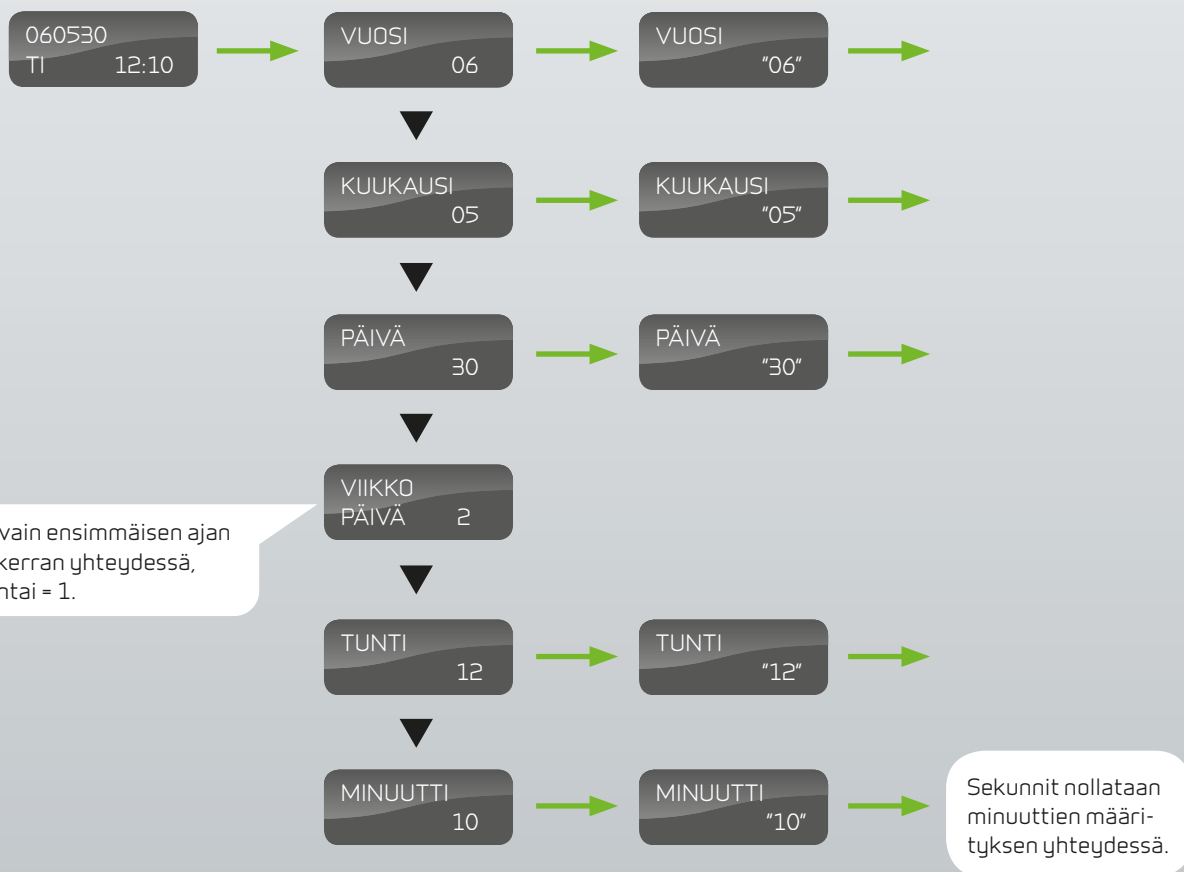 060530
TI 12:10
VUOSI
06
VUOSI
"06"
KUUKAUSI
05
KUUKAUSI
"05"
PÄIVÄ
30
PÄIVÄ
"30"
VIIKKO
PÄIVÄ 2
vain ensimmäisen ajan
kerran yhteydessä,
ntai = 1.
TUNTI
12
TUNTI
"12"
MINUUTTI
10
MINUUTTI
"10"
Sekunnit nollataan
minuuttien määri-
tyksen yhteydessä.